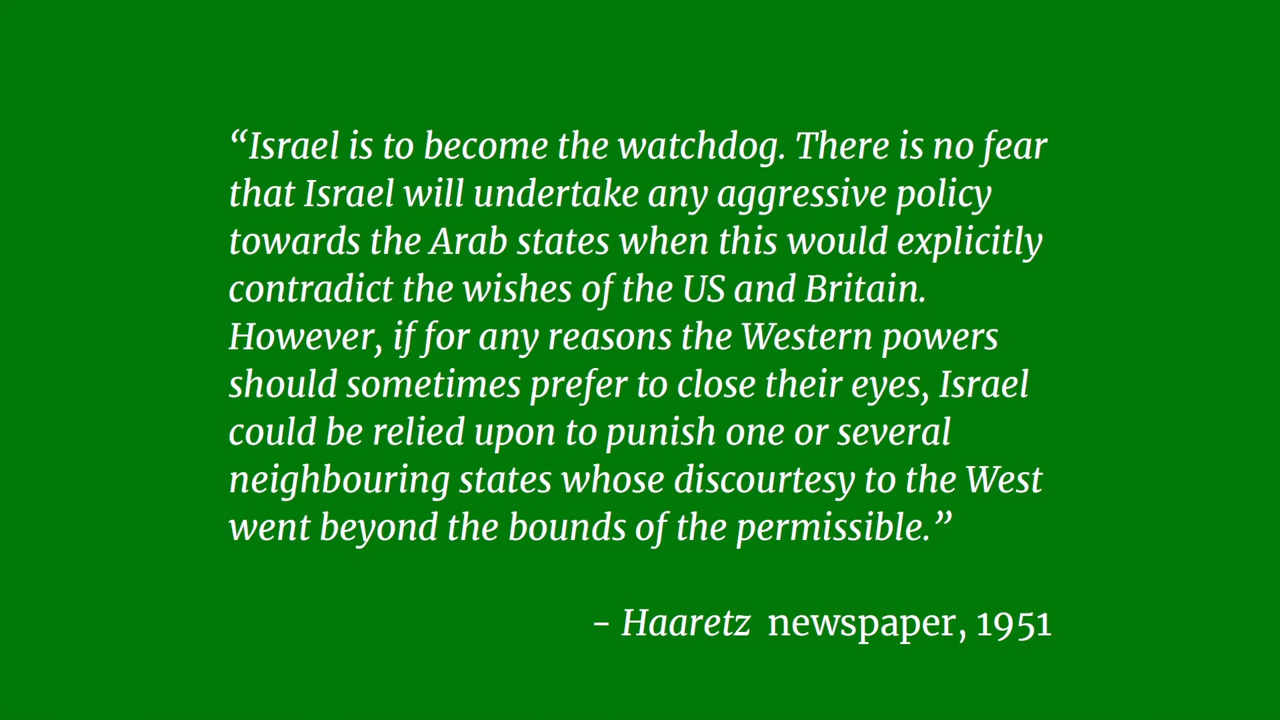 “Israel is to become the watchdog. There is no fear
that Israel will undertake any aggressive policy
towards the Arab states when this would explicitly
contradict the wishes of the US and Britain.
However, if for any reasons the Western powers
should sometimes prefer to close their eyes, Israel
could be relied upon to punish one or several
neighbouring states whose discourtesy to the West
went beyond the bounds of the permissible.”
- Haaretz newspaper, 1951